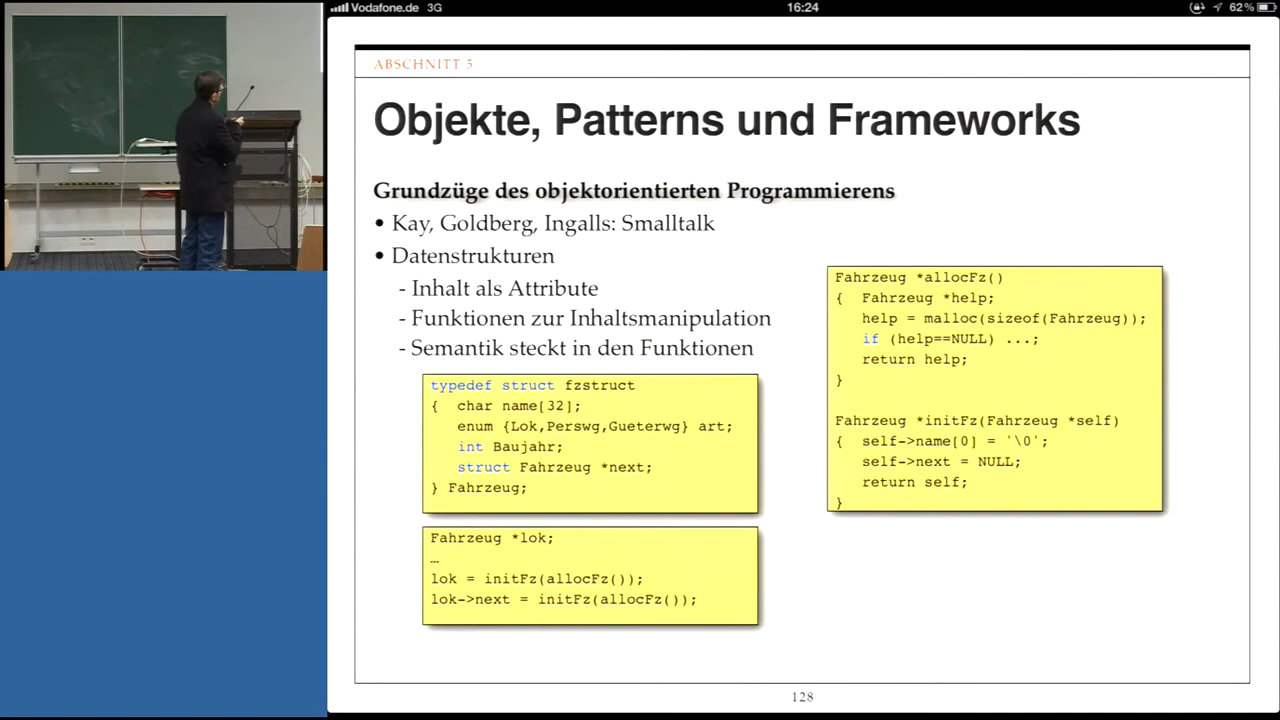 Vodafone.de 3G 16:24 62%
ABSCHNITT 5
Objekte, Patterns und Frameworks
Grundzüge des objektorientierten Programmierens
• Kay, Goldberg, Ingalls: Smalltalk
• Datenstrukturen
- Inhalt als Attribute
- Funktionen zur Inhaltsmanipulation
- Semantik steckt in den Funktionen
typedef struct fzstruct
{ char name[32];
enum {Lok,Perswg,Gueterwg} art;
int Baujahr;
struct Fahrzeug *next;
} Fahrzeug;
Fahrzeug *lok;
…
lok = initFz(allocFz());
lok->next = initFz(allocFz());
Fahrzeug *allocFz()
{ Fahrzeug *help;
help = malloc(sizeof(Fahrzeug));
if (help==NULL) ...;
return help;
}
Fahrzeug *initFz(Fahrzeug *self)
{ self->name[0] = '\0';
self->next = NULL;
return self;
}
128